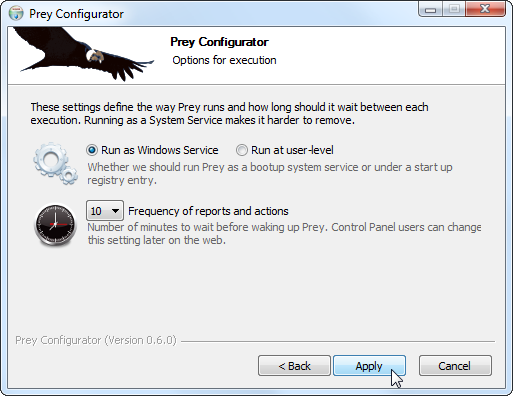 Prey Configurator
Prey Configurator
Options for execution
These settings define the way Prey runs and how long should it wait between each
execution. Running as a System Service makes it harder to remove.
Run as Windows Service Run at user-level
Whether we should run Prey as a bootup system service or under a start up
registry entry.
10 Frequency of reports and actions
Number of minutes to wait before waking up Prey. Control Panel users can change
this setting later on the web.
Prey Configurator (Version 0.6.0)
< Back Apply Cancel